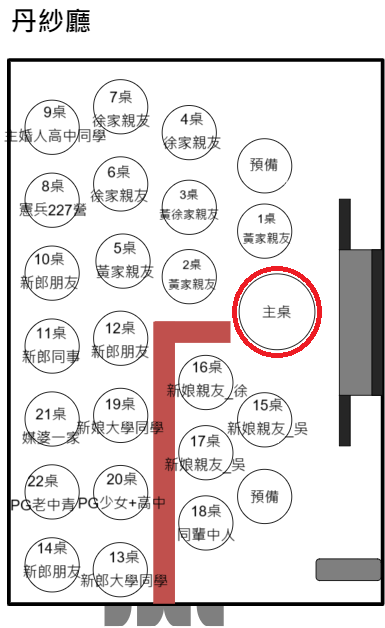 丹紗廳
7桌
徐家親友
9桌
主婚人高中同學
4桌
徐家親友
預備
6桌
徐家親友
8桌
憲兵227營
3桌
黃徐家親友
1桌
黃家親友
5桌
黃家親友
10桌
新郎朋友
2桌
黃家親友
主桌
12桌
新郎朋友
11桌
新郎同事
16桌
新娘親友_徐
15桌
新娘親友_吳
19桌
新娘大學同學
21桌
媒婆一家
17桌
新娘親友_吳
22桌
PG老中青
20桌
PG少女+高中
預備
18桌
同輩中人
14桌
新郎朋友
13桌
新郎大學同學